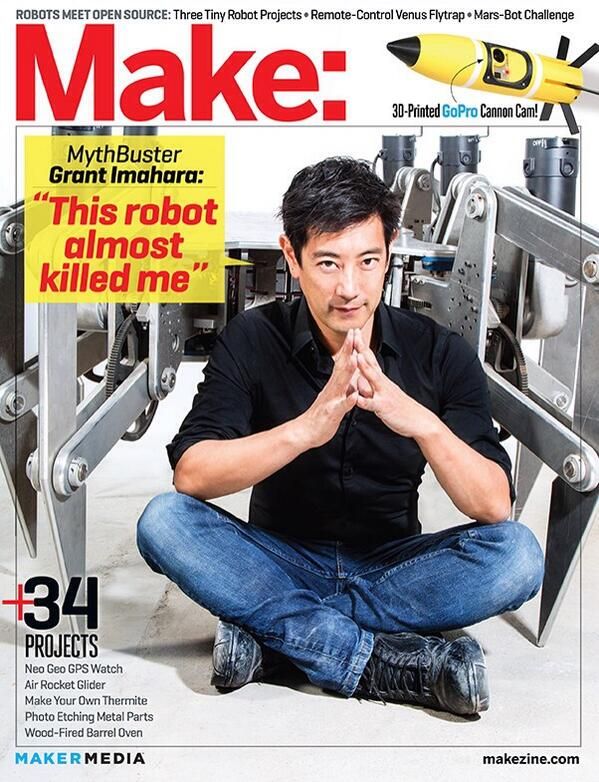 ROBOTS MEET OPEN SOURCE: Three Tiny Robot Projects • Remote-Control Venus Flytrap • Mars-Bot Challenge
Make:
3D-Printed GoPro Cannon Cam!
MythBuster
Grant Imahara:
“This robot
almost
killed me”
+34
PROJECTS
Neo Geo GPS Watch
Air Rocket Glider
Make Your Own Thermite
Photo Etching Metal Parts
Wood-Fired Barrel Oven
MAKERMEDIA
makezine.com